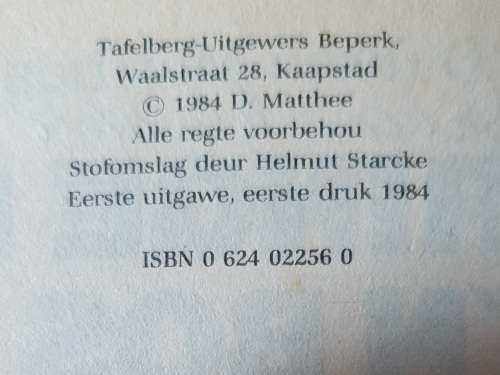 Tafelberg-Uitgewers Beperk,
Waalstraat 28, Kaapstad
© 1984 D. Matthee
Alle regte voorbehou
Stofomslag deur Helmut Starcke
Eerste uitgawe, eerste druk 1984
ISBN 0 624 02256 0